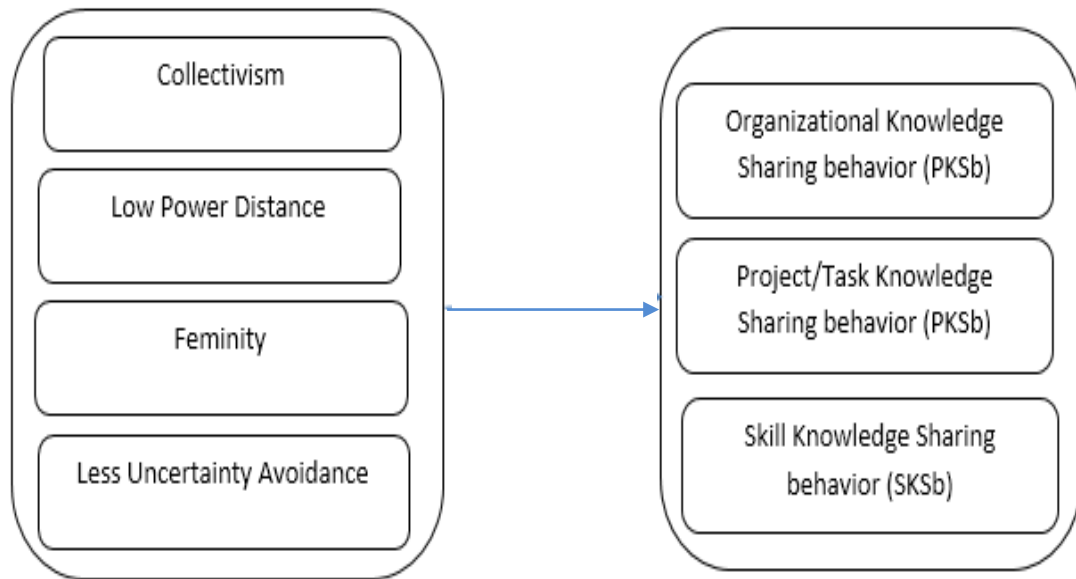 Collectivism
Low Power Distance
Feminity
Less Uncertainty Avoidance
Organizational Knowledge
Sharing behavior (PKSb)
Project/Task Knowledge
Sharing behavior (PKSb)
Skill Knowledge Sharing
behavior (SKSb)